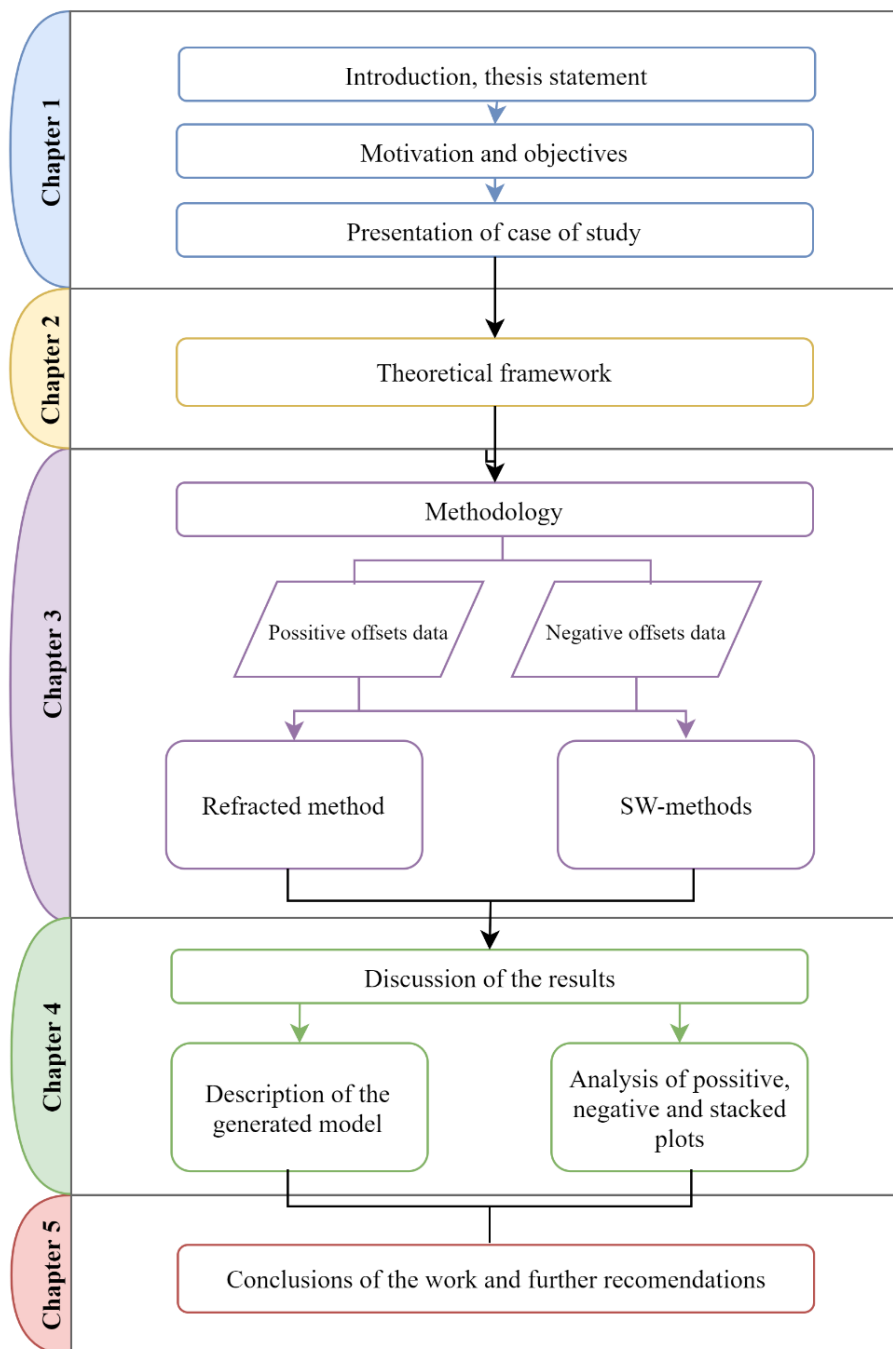 Chapter 1
Introduction, thesis statement
Motivation and objectives
Presentation of case of study
Chapter 2
Theoretical framework
Chapter 3
Methodology
Possitive offsets data
Negative offsets data
Refracted method
SW-methods
Chapter 4
Discussion of the results
Description of the
generated model
Analysis of possitive,
negative and stacked
plots
Chapter 5
Conclusions of the work and further recomendations